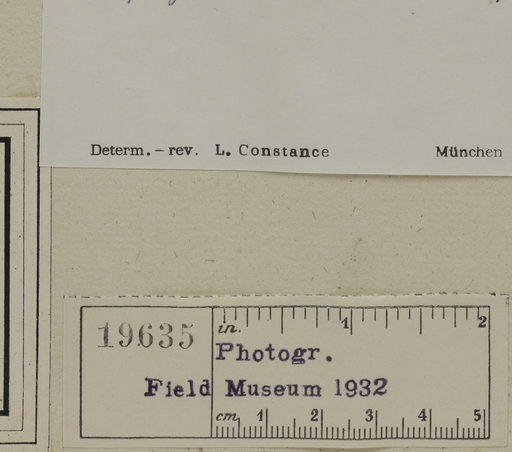 Determ. – rev. L. Constance München
19635 in. 1 2
Photogr.
Field Museum 1932
cm 1 2 3 4 5